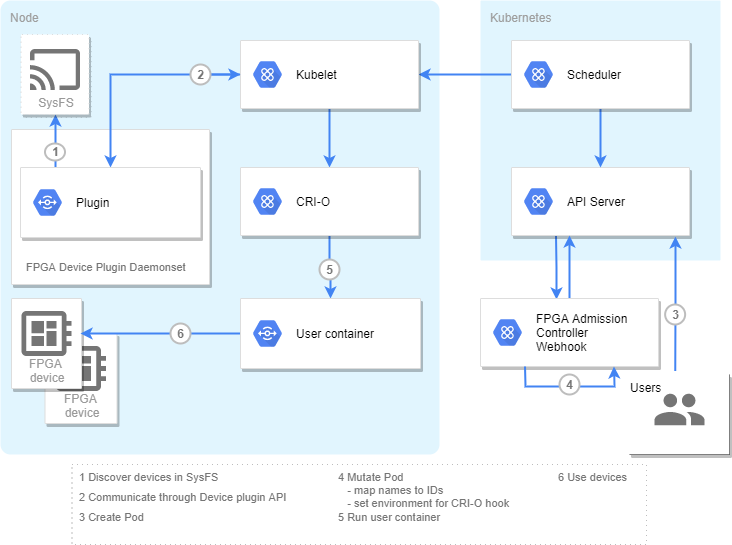 Node
Kubernetes
SysFS
2
Kubelet
Scheduler
1
Plugin
CRI-O
API Server
FPGA Device Plugin Daemonset
5
FPGA
device
FPGA
device
6
User container
FPGA Admission
Controller
Webhook
3
4
Users
1 Discover devices in SysFS
2 Communicate through Device plugin API
3 Create Pod
4 Mutate Pod
- map names to IDs
- set environment for CRI-O hook
5 Run user container
6 Use devices